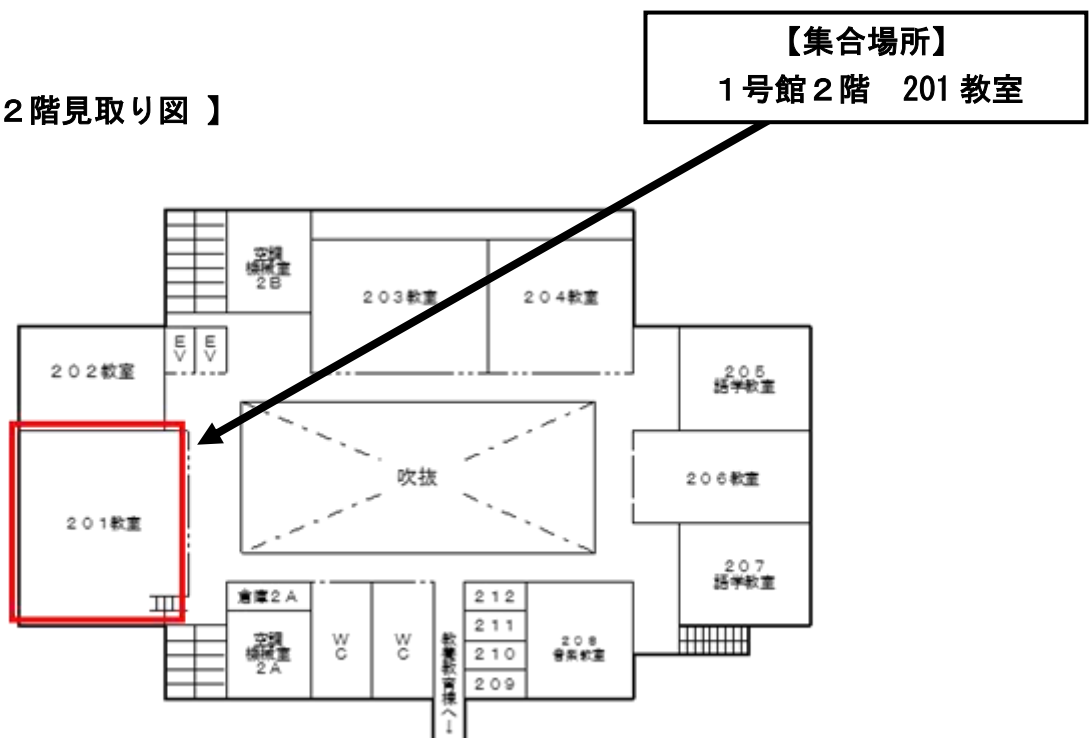 【集合場所】
１号館２階　201 教室
２階見取り図 】
空調
機械室
２Ｂ
２０３教室
２０４教室
ＥＶ
ＥＶ
２０２教室
２０５
語学教室
吹抜
２０６教室
２０１教室
２０７
語学教室
倉庫２Ａ
２１２
２１１
２１０
２０９
空調
機械室
２Ａ
ＷＣ
ＷＣ
教養教育棟へ↓
２０８
音楽教室